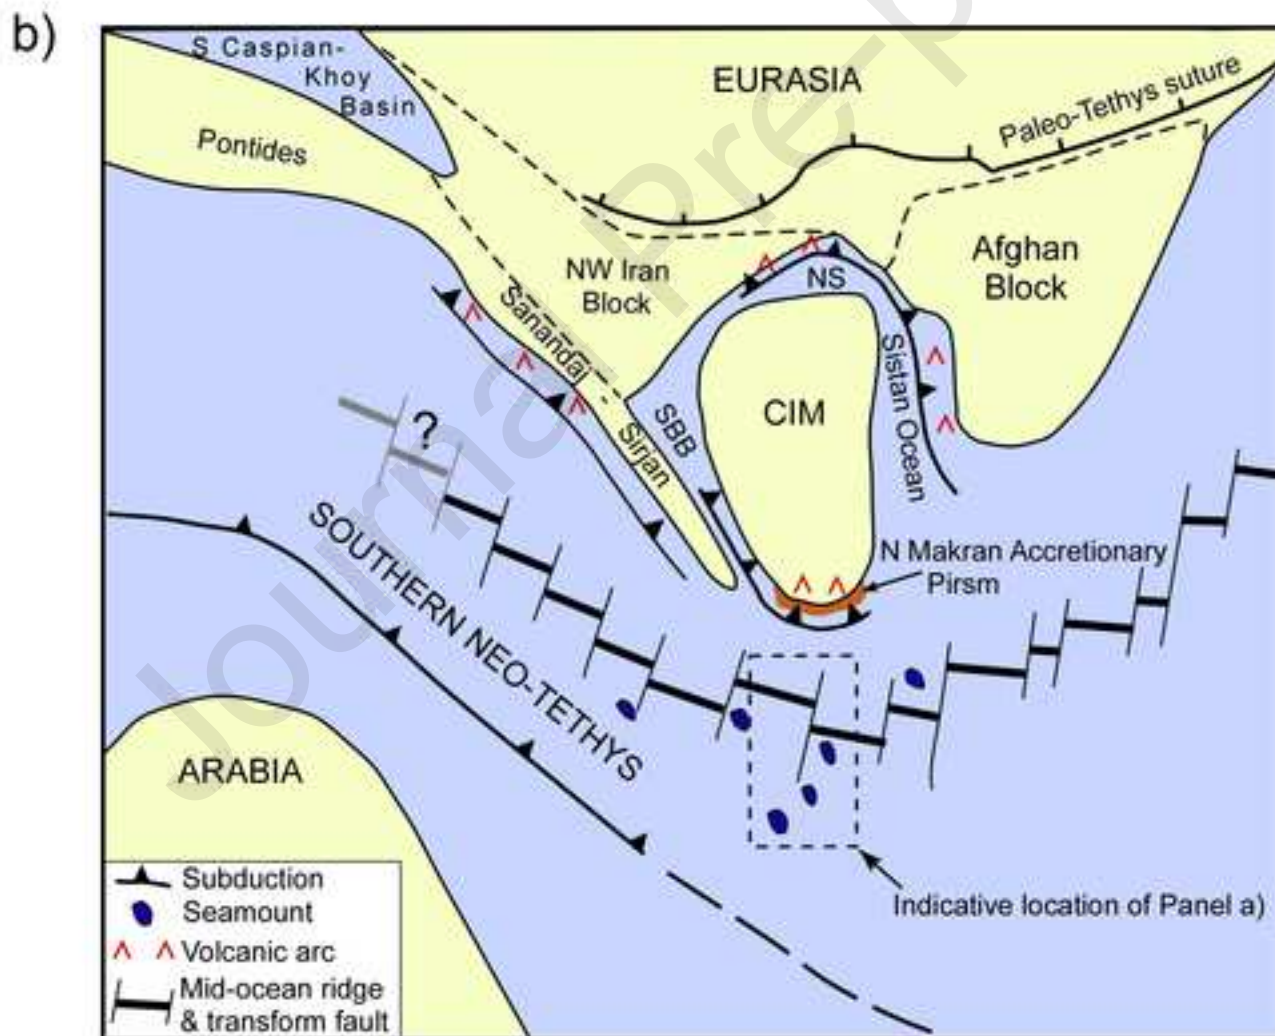 b)
S Caspian-
Khoy
Basin
EURASIA
Paleo-Tethys suture
Pontides
Afghan
Block
NW Iran
Block
NS
Sanandaj
Sirjan
SBB
CIM
Sistan Ocean
?
N Makran Accretionary
Pirsm
SOUTHERN NEO-TETHYS
ARABIA
Indicative location of Panel a)
Subduction
Seamount
Volcanic arc
Mid-ocean ridge
& transform fault
Journal Pre-p